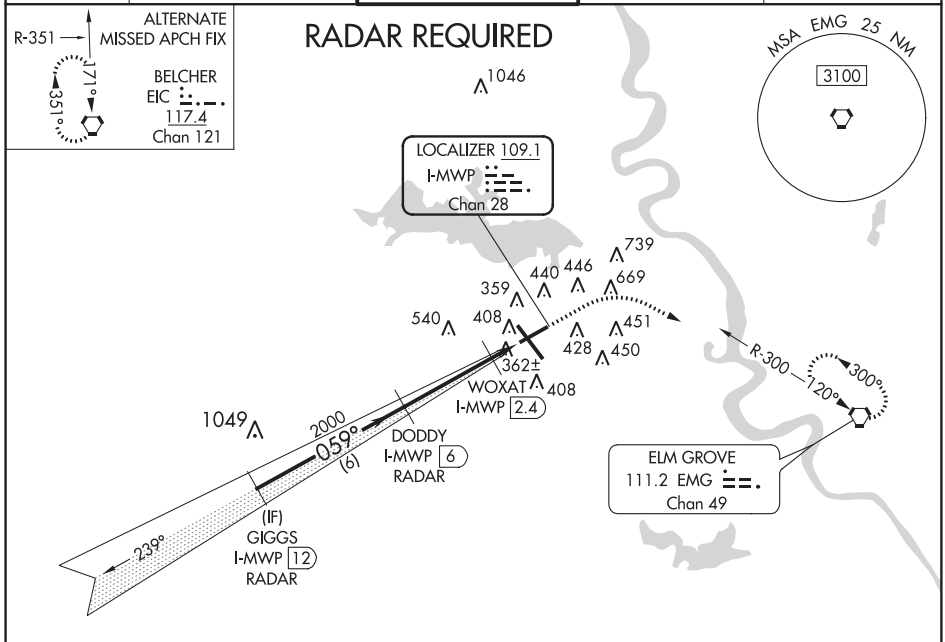 ALTERNATE
MISSED APCH FIX
R-351
171°
351°
BELCHER
EIC
117.4
Chan 121
RADAR REQUIRED
MSA EMG 25 NM
3100
1046
LOCALIZER 109.1
I-MWP
Chan 28
739
669
446
440
359
408
540
451
450
428
362±
408
WOXAT
I-MWP 2.4
1049
2000
059°
(6)
DODDY
I-MWP 6
RADAR
R-300
120°
300°
ELM GROVE
111.2 EMG
Chan 49
(IF)
GIGGS
I-MWP 12
RADAR
239°